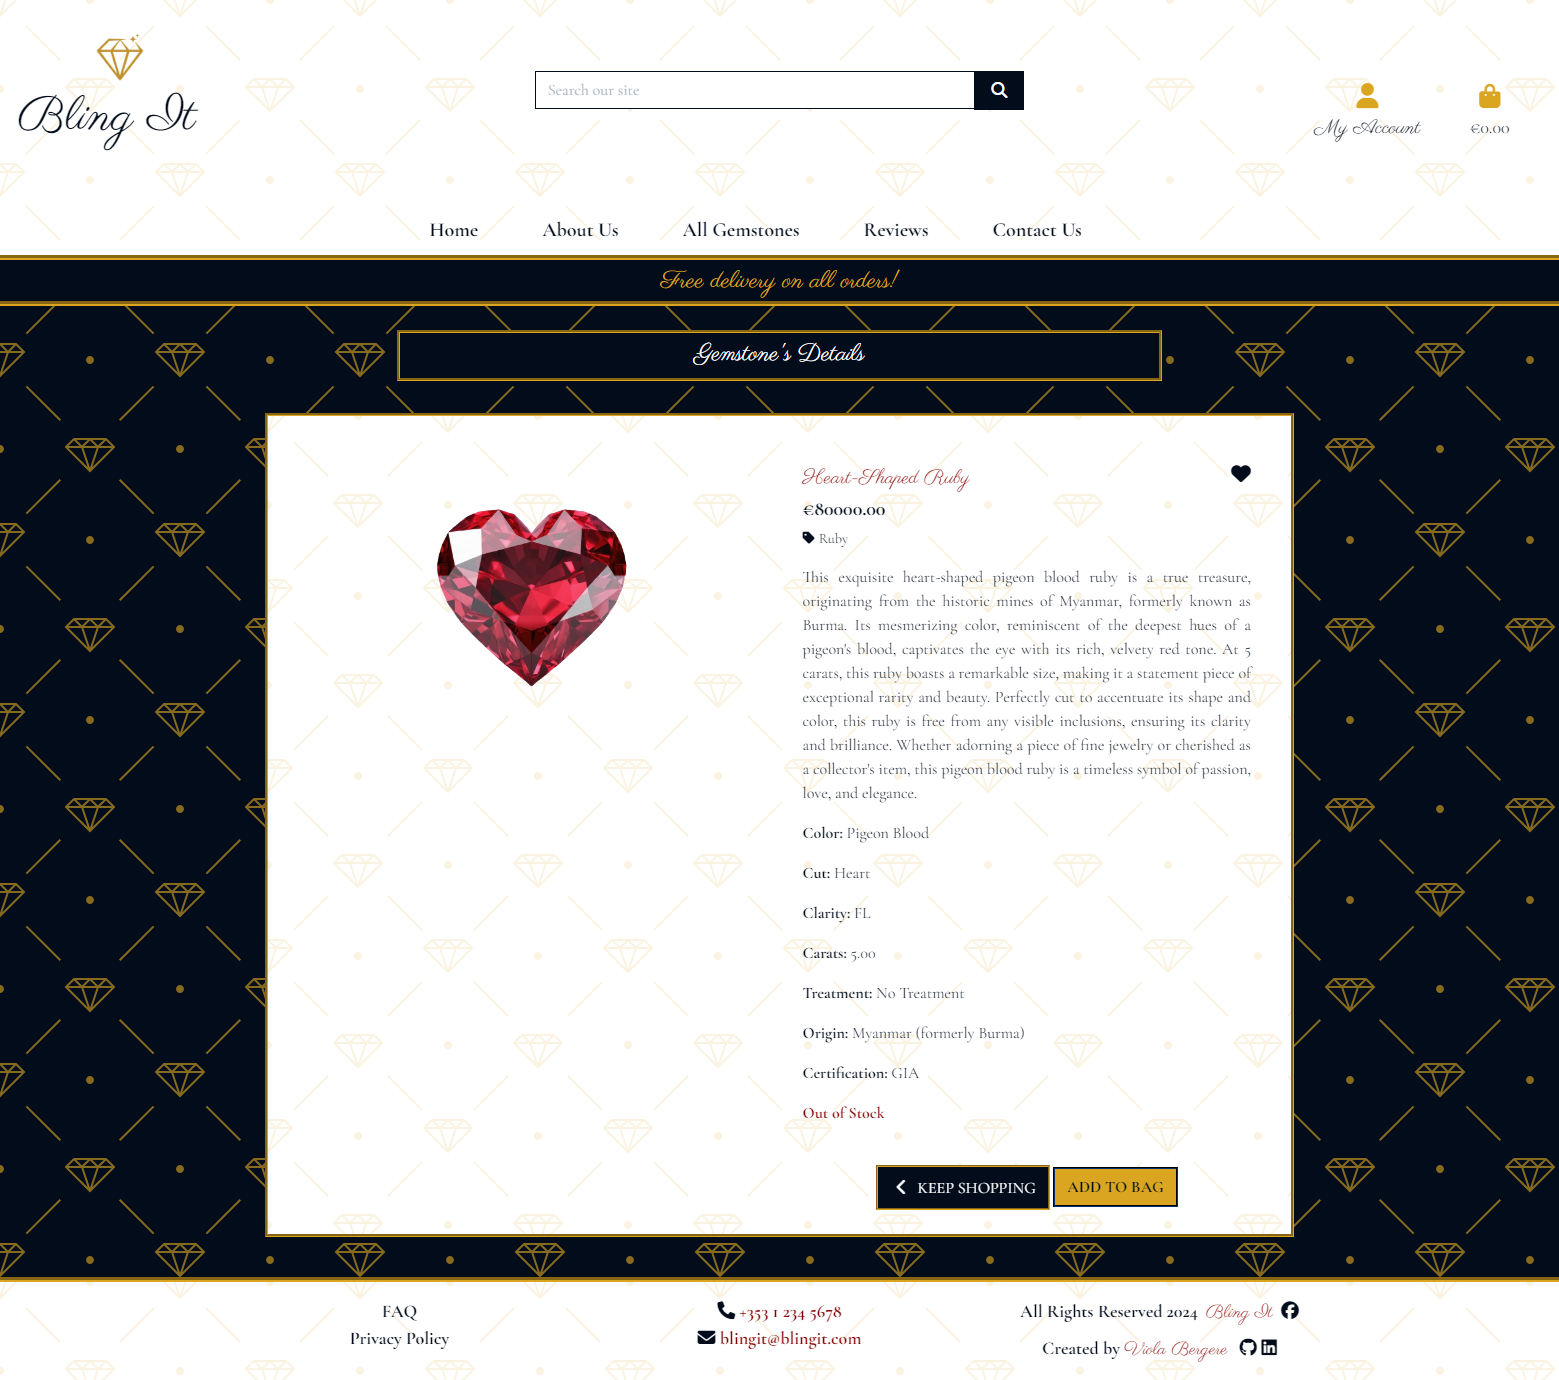 Bling It
Search our site
My Account
€0.00
Home
About Us
All Gemstones
Reviews
Contact Us
Free delivery on all orders!
Gemstone's Details
Heart-Shaped Ruby
€80000.00
Ruby
This exquisite heart-shaped pigeon blood ruby is a true treasure,
originating from the historic mines of Myanmar, formerly known as
Burma. Its mesmerizing color, reminiscent of the deepest hues of a
pigeon's blood, captivates the eye with its rich, velvety red tone. At 5
carats, this ruby boasts a remarkable size, making it a statement piece of
exceptional rarity and beauty. Perfectly cut to accentuate its shape and
color, this ruby is free from any visible inclusions, ensuring its clarity
and brilliance. Whether adorning a piece of fine jewelry or cherished as
a collector's item, this pigeon blood ruby is a timeless symbol of passion,
love, and elegance.
Color: Pigeon Blood
Cut: Heart
Clarity: FL
Carats: 5.00
Treatment: No Treatment
Origin: Myanmar (formerly Burma)
Certification: GIA
Out of Stock
KEEP SHOPPING
ADD TO BAG
FAQ
Privacy Policy
+353 1 234 5678
blingit@blingit.com
All Rights Reserved 2024 Bling It
Created by Viola Bergere